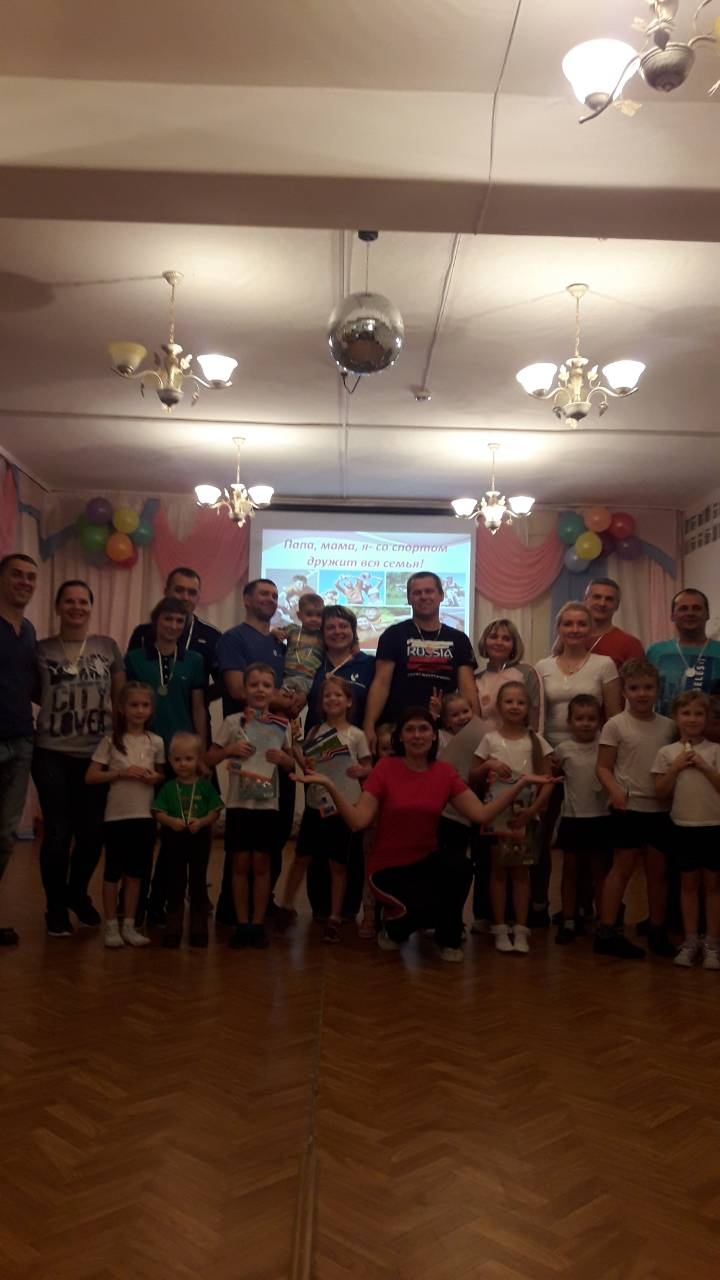 Папа, мама, я- со спортом
дружит вся семья!
RUSSIA
CITY
LOVER